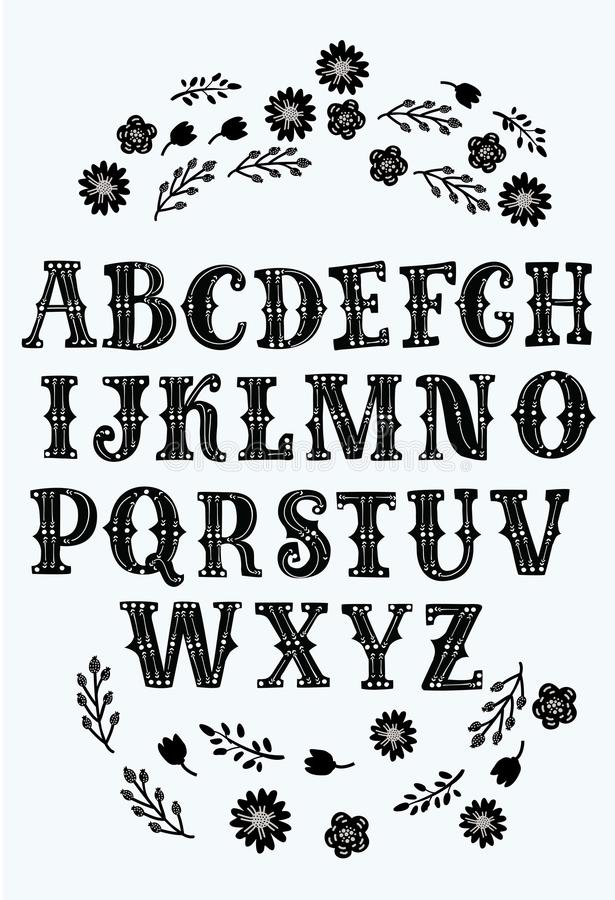 ABCDEFGH
IJKLMNO
PQRSTUV
WXYZ